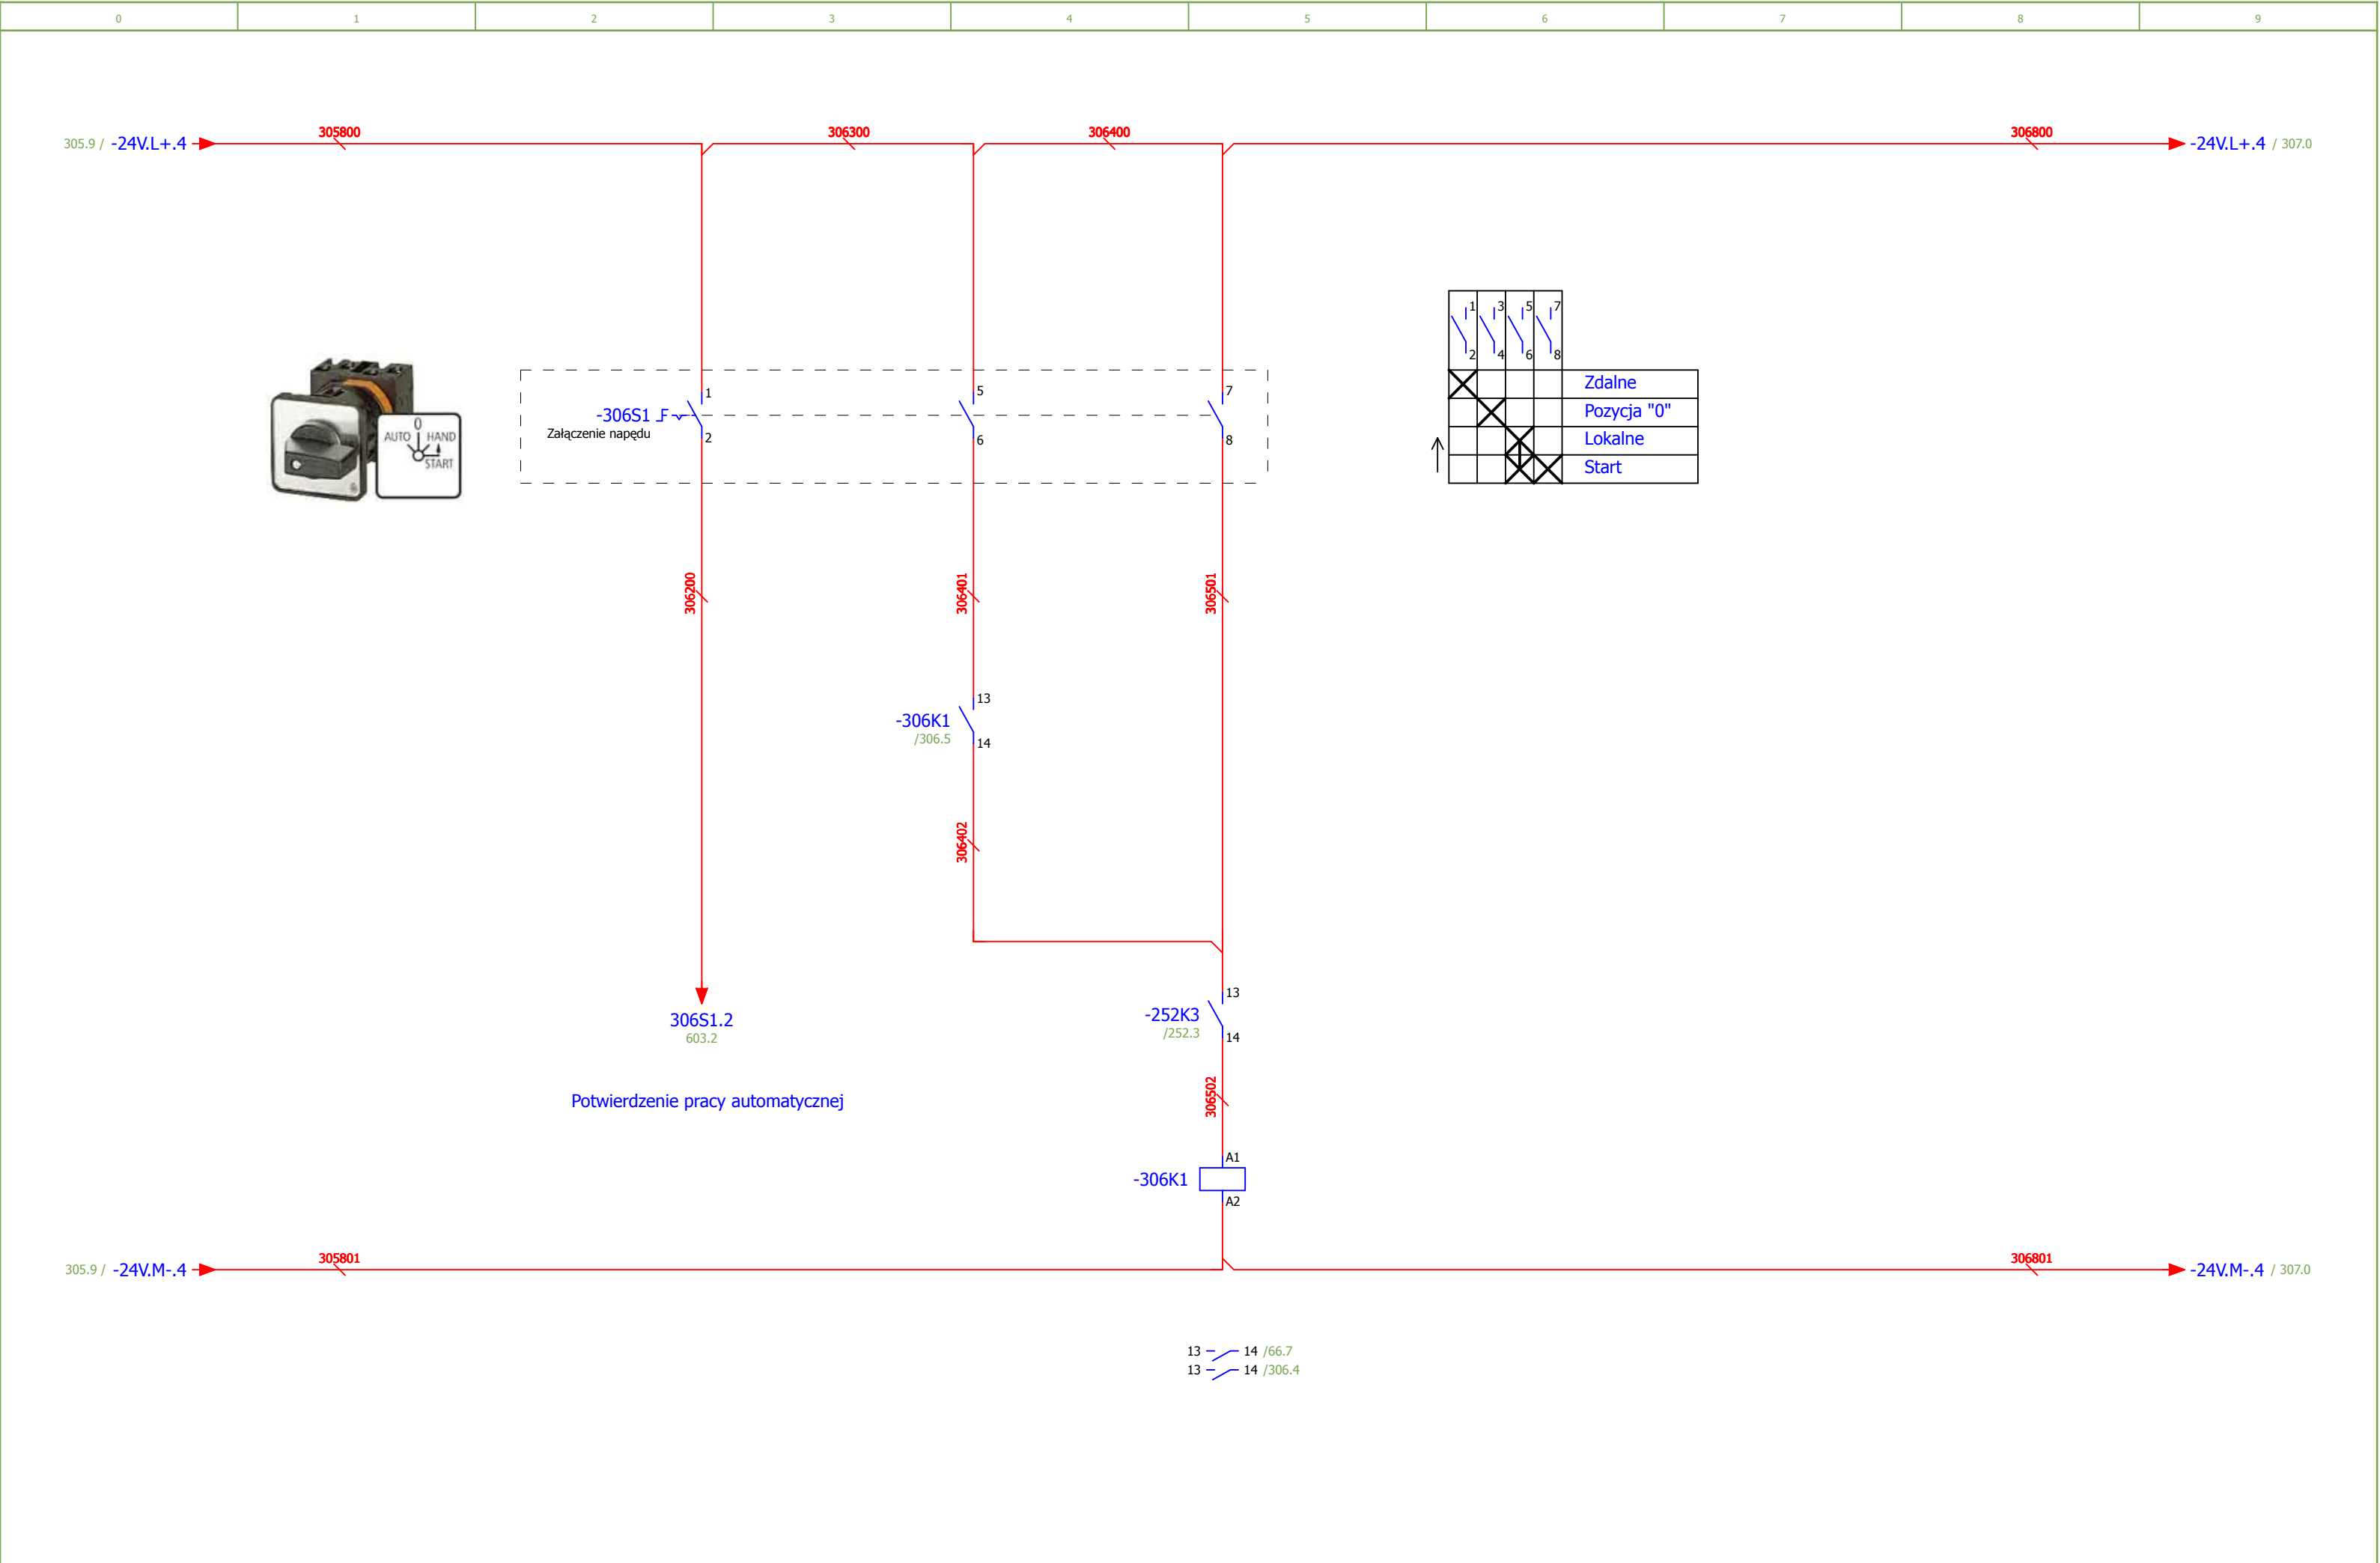 0 1 2 3 4 5 6 7 8 9
305800 306300 306400 306800
305.9 / -24V.L+.4 -24V.L+.4 / 307.0
1 3 5 7
2 4 6 8
Zdalne
Pozycja "0"
Lokalne
Start
0
AUTO HAND
START
1 5 7
-306S1
Załączenie napędu
2 6 8
306200 306401 306501
13
-306K1
/306.5
14
306402
13
-252K3
/252.3
14
306S1.2
603.2
306502
Potwierdzenie pracy automatycznej
A1
-306K1
A2
305801 306801
305.9 / -24V.M-.4 -24V.M-.4 / 307.0
13 14 /66.7
13 14 /306.4